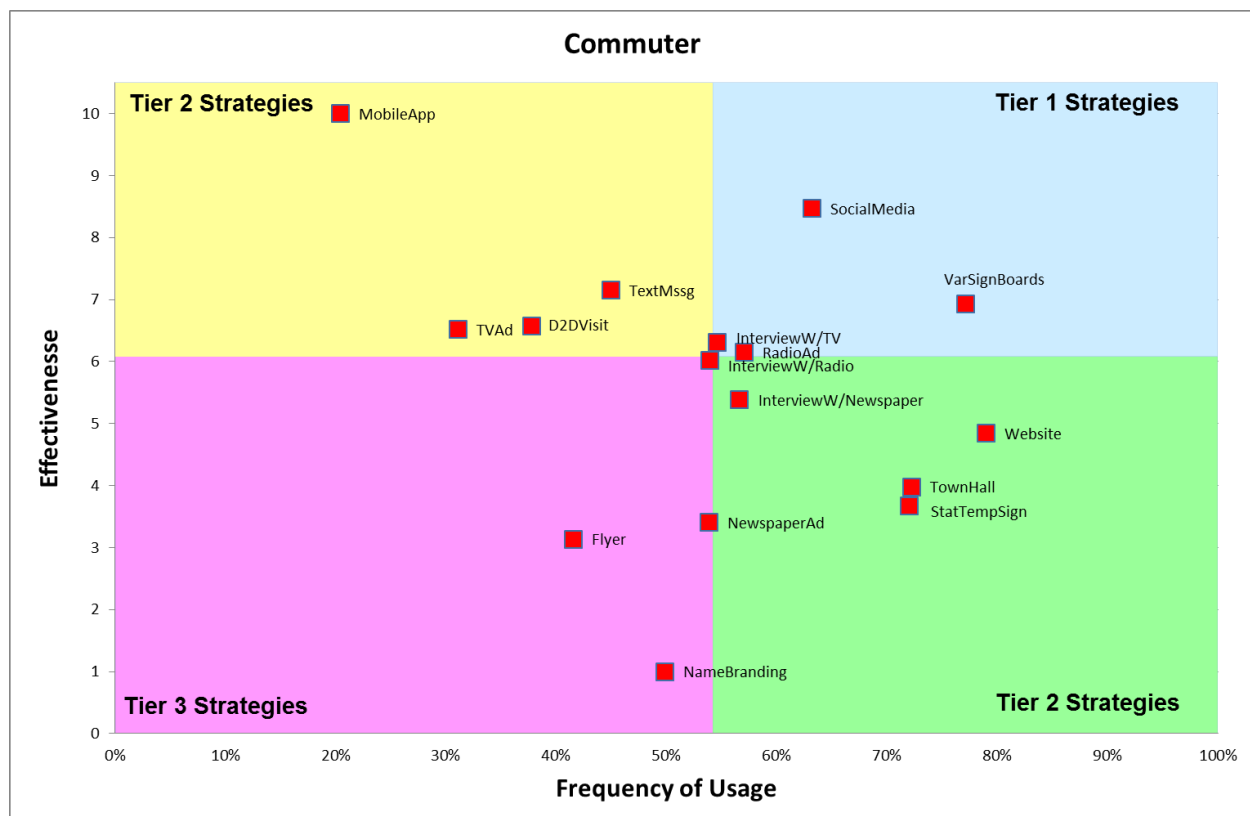 Commuter
Tier 2 Strategies
Tier 1 Strategies
10
MobileApp
9
SocialMedia
8
VarSignBoards
TextMssg
7
TVAd
D2DVisit
InterviewW/TV
RadioAd
6
InterviewW/Radio
InterviewW/Newspaper
5
Website
4
TownHall
StatTempSign
NewspaperAd
3
Flyer
2
1
NameBranding
Tier 3 Strategies
Tier 2 Strategies
0
0%
10%
20%
30%
40%
50%
60%
70%
80%
90%
100%
Effectivenesse
Frequency of Usage